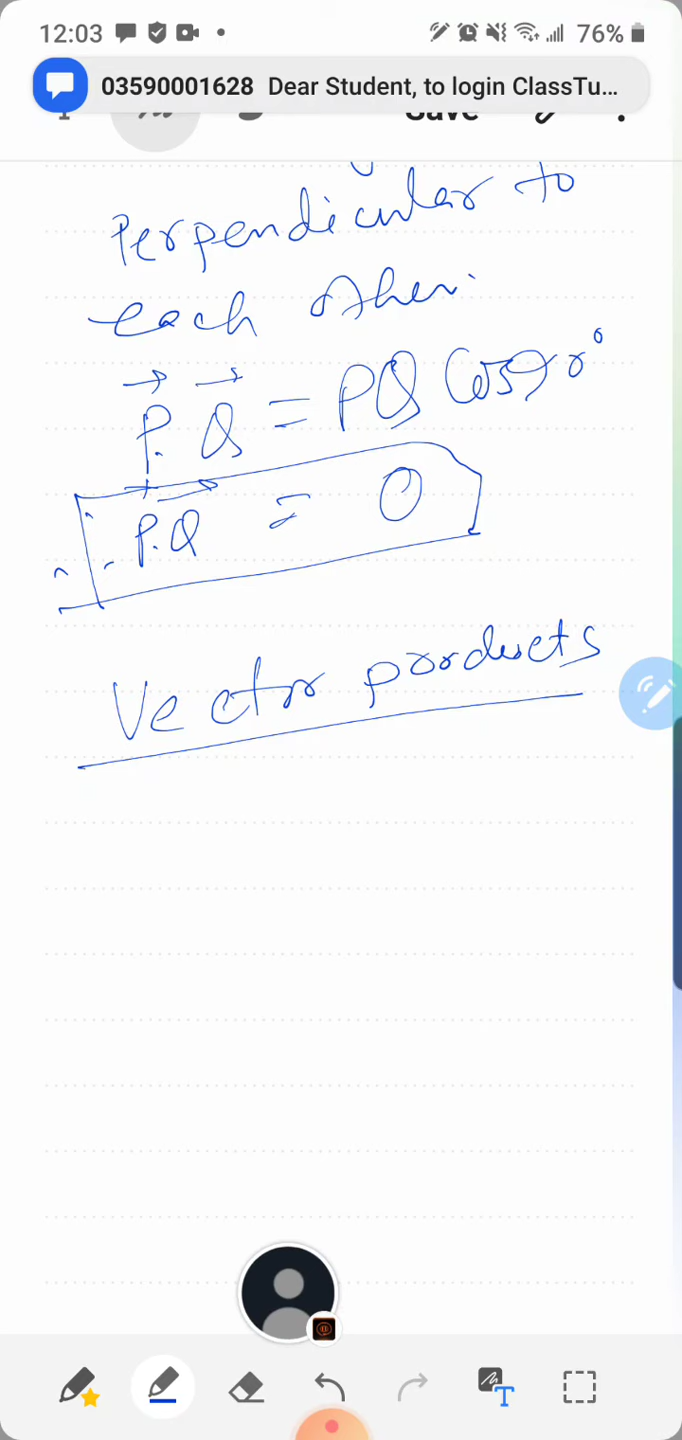 12:03 76%
03590001628 Dear Student, to login ClassTu...
Save
Perpendicular to
each other.
P⃗.Q⃗ = PQ Cos90°
∴ P⃗.Q⃗ = 0
Vector products